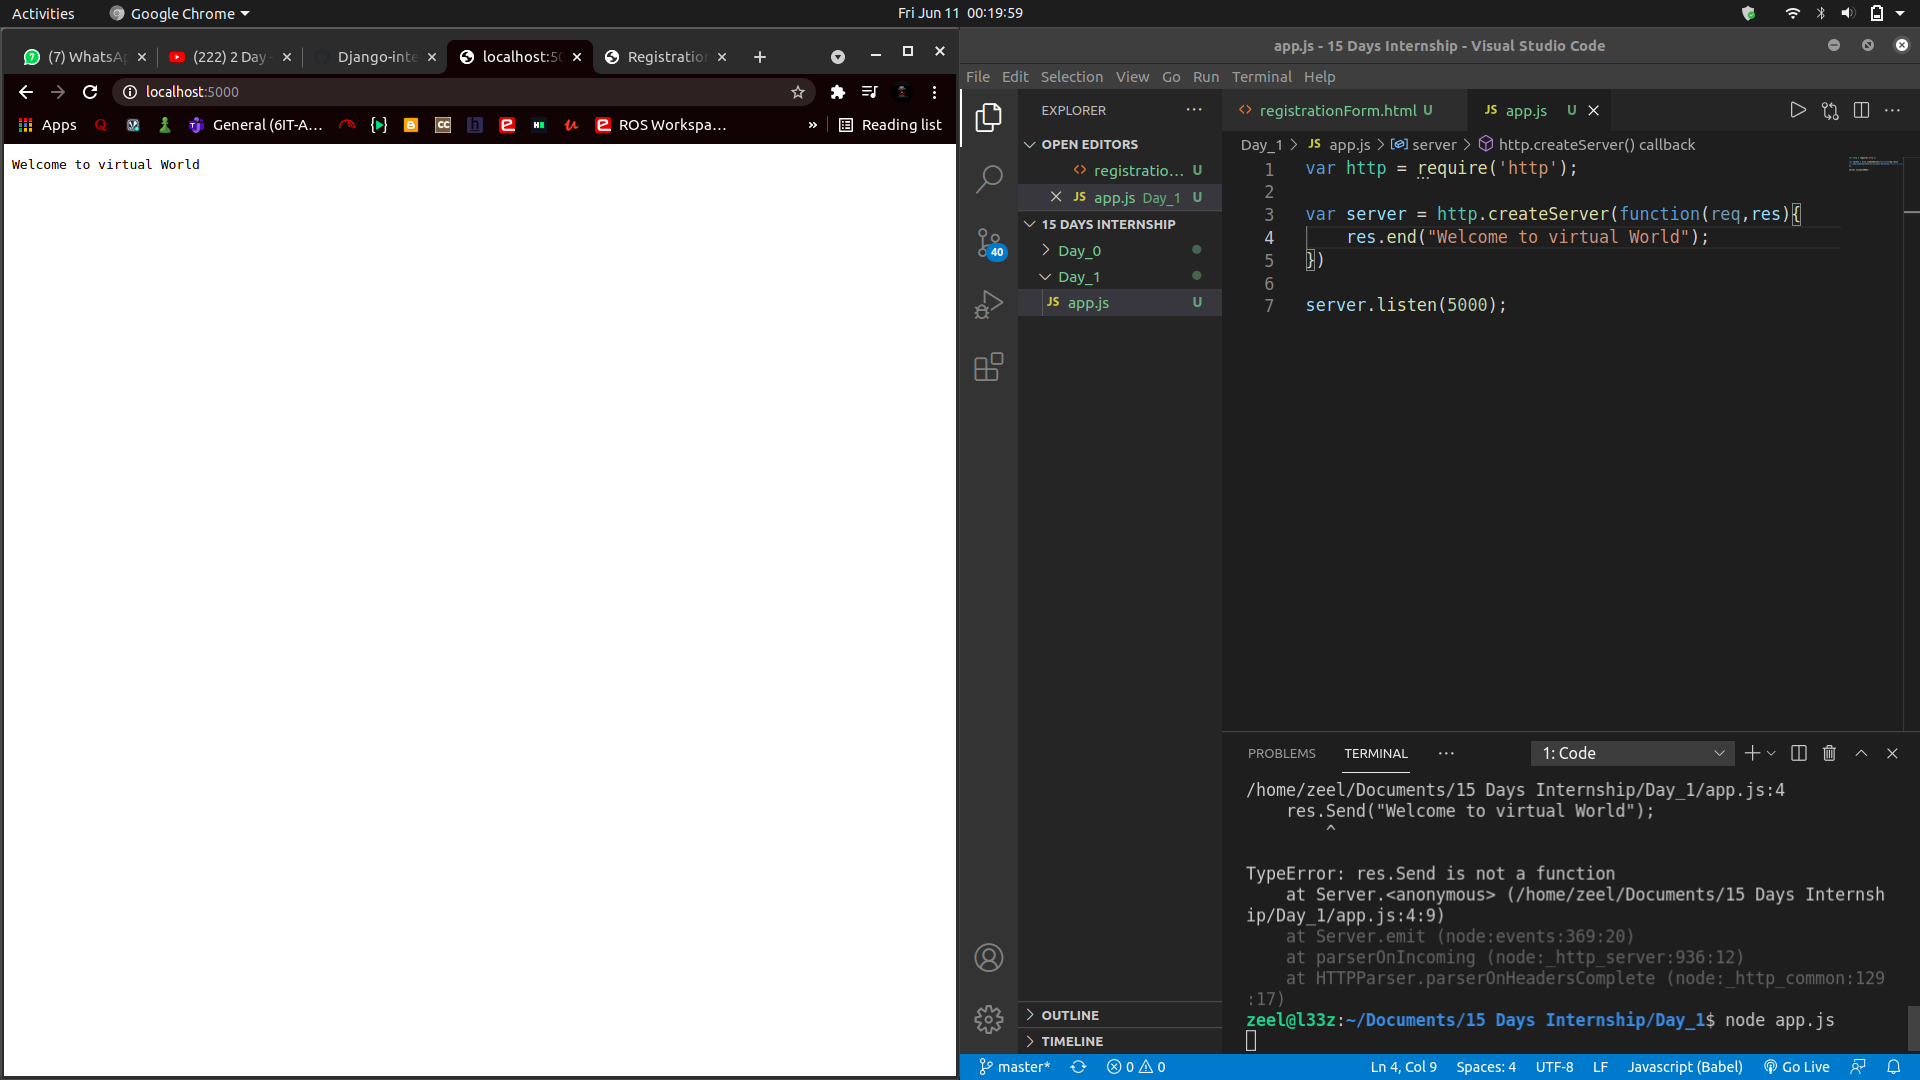 Activities Google Chrome Fri Jun 11 00:19:59
(7) WhatsA (222) 2 Day Django-inte localhost:50 Registration
localhost:5000
Apps General (6IT-A... CC ROS Workspa... » Reading list
Welcome to virtual World
app.js - 15 Days Internship - Visual Studio Code
File Edit Selection View Go Run Terminal Help
EXPLORER ...
OPEN EDITORS
registratio... U
JS app.js Day_1 U
15 DAYS INTERNSHIP
Day_0
Day_1
JS app.js U
40
OUTLINE
TIMELINE
registrationForm.html U JS app.js U
Day_1 > JS app.js > server > http.createServer() callback
1 var http = require('http');
2
3 var server = http.createServer(function(req,res){
4 res.end("Welcome to virtual World");
5 })
6
7 server.listen(5000);
PROBLEMS TERMINAL ... 1: Code
/home/zeel/Documents/15 Days Internship/Day_1/app.js:4
res.Send("Welcome to virtual World");
^
TypeError: res.Send is not a function
at Server.<anonymous> (/home/zeel/Documents/15 Days Internsh
ip/Day_1/app.js:4:9)
at Server.emit (node:events:369:20)
at parserOnIncoming (node:_http_server:936:12)
at HTTPParser.parserOnHeadersComplete (node:_http_common:129
:17)
zeel@l33z:~/Documents/15 Days Internship/Day_1$ node app.js
master* 0 0 Ln 4, Col 9 Spaces: 4 UTF-8 LF Javascript (Babel) Go Live